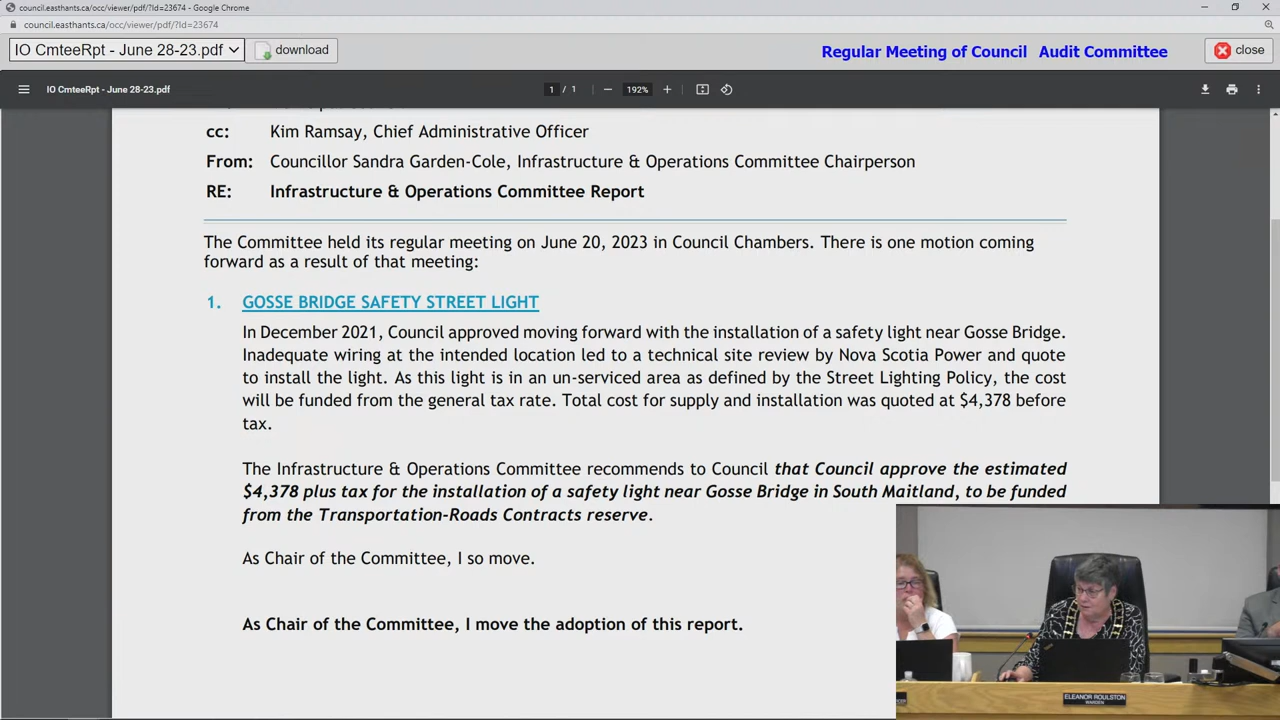 council.easthants.ca/occ/viewer/pdf/?Id=23674 - Google Chrome
council.easthants.ca/occ/viewer/pdf/?Id=23674
IO CmteeRpt - June 28-23.pdf
download
Regular Meeting of Council Audit Committee
close
IO CmteeRpt - June 28-23.pdf
1 / 1
192%
cc: Kim Ramsay, Chief Administrative Officer
From: Councillor Sandra Garden-Cole, Infrastructure & Operations Committee Chairperson
RE: Infrastructure & Operations Committee Report
The Committee held its regular meeting on June 20, 2023 in Council Chambers. There is one motion coming
forward as a result of that meeting:
1. GOSSE BRIDGE SAFETY STREET LIGHT
In December 2021, Council approved moving forward with the installation of a safety light near Gosse Bridge.
Inadequate wiring at the intended location led to a technical site review by Nova Scotia Power and quote
to install the light. As this light is in an un-serviced area as defined by the Street Lighting Policy, the cost
will be funded from the general tax rate. Total cost for supply and installation was quoted at $4,378 before
tax.
The Infrastructure & Operations Committee recommends to Council that Council approve the estimated
$4,378 plus tax for the installation of a safety light near Gosse Bridge in South Maitland, to be funded
from the Transportation-Roads Contracts reserve.
As Chair of the Committee, I so move.
As Chair of the Committee, I move the adoption of this report.
ELEANOR ROULSTON
WARDEN